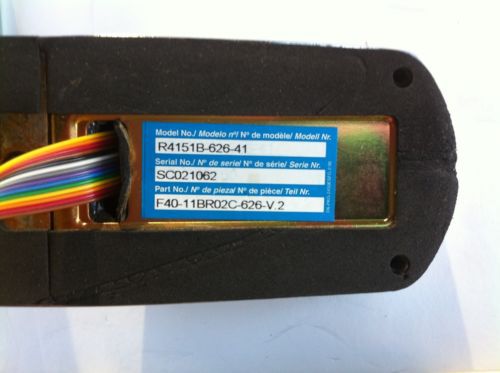 Model No./ Modelo nº/ Nº de modèle/ Modell Nr.
R4151B-626-41
Serial No./ Nº de serie/ Nº de série/ Serie Nr.
SC021062
Part No./ Nº de pieza/ Nº de pièce/ Teil Nr.
F40-11BR02C-626-V.2